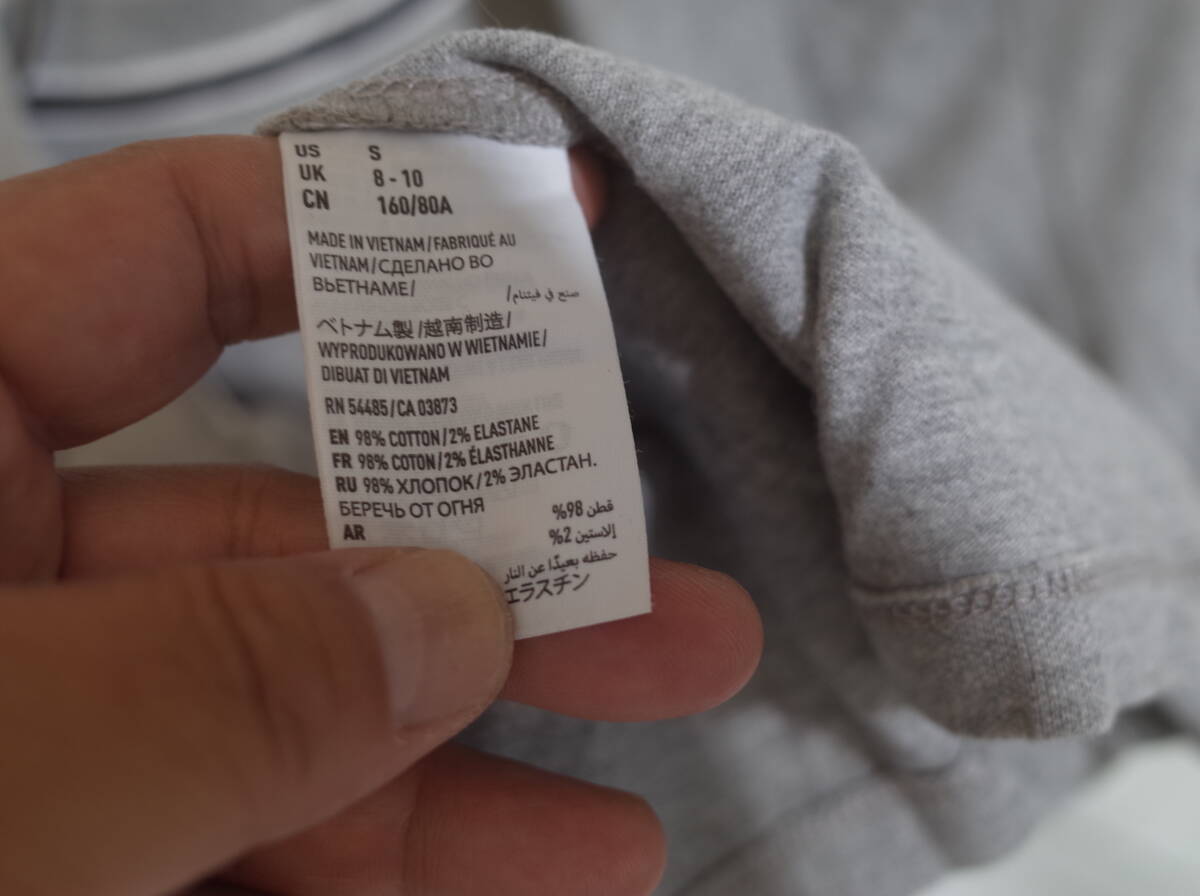 US S
UK 8 - 10
CN 160/80A
MADE IN VIETNAM/FABRIQUÉ AU
VIETNAM/СДЕЛАНО ВО
ВЬЕТНАМЕ/ صنع في فيتنام/
ベトナム製/越南制造/
WYPRODUKOWANO W WIETNAMIE/
DIBUAT DI VIETNAM
RN 54485/CA 03873
EN 98% COTTON/2% ELASTANE
FR 98% COTON/2% ÉLASTHANNE
RU 98% ХЛОПОК/2% ЭЛАСТАН.
БЕРЕЧЬ ОТ ОГНЯ
AR قطن 98%
إلاستين 2%
حفظه بعيدًا عن النار
エラスチン